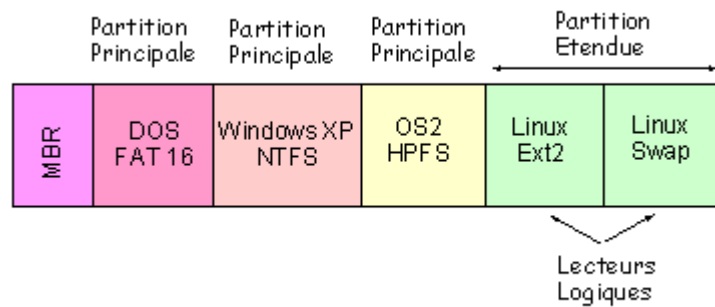 Partition
Principale
Partition
Principale
Partition
Principale
Partition
Etendue
MBR
DOS
FAT 16
Windows XP
NTFS
OS2
HPFS
Linux
Ext2
Linux
Swap
Lecteurs
Logiques